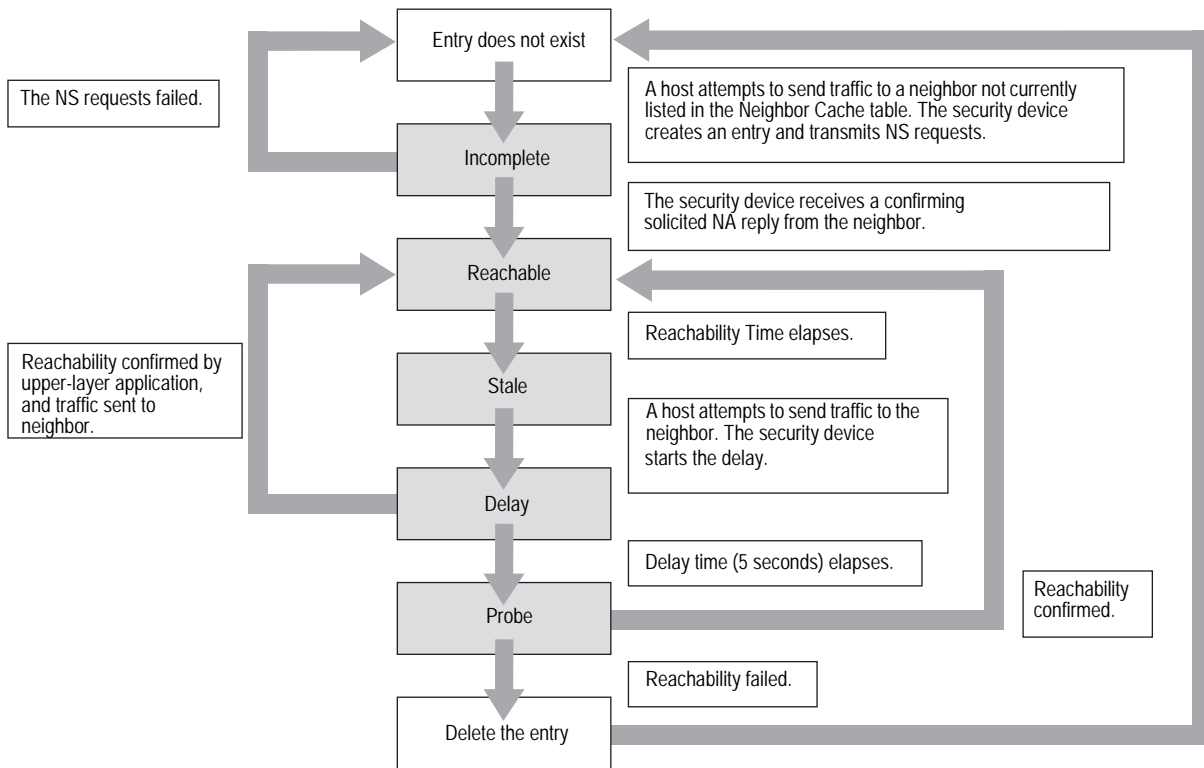 Entry does not exist
The NS requests failed.
A host attempts to send traffic to a neighbor not currently
listed in the Neighbor Cache table. The security device
creates an entry and transmits NS requests.
Incomplete
The security device receives a confirming
solicited NA reply from the neighbor.
Reachable
Reachability Time elapses.
Reachability confirmed by
upper-layer application,
and traffic sent to
neighbor.
Stale
A host attempts to send traffic to the
neighbor. The security device
starts the delay.
Delay
Delay time (5 seconds) elapses.
Probe
Reachability
confirmed.
Reachability failed.
Delete the entry